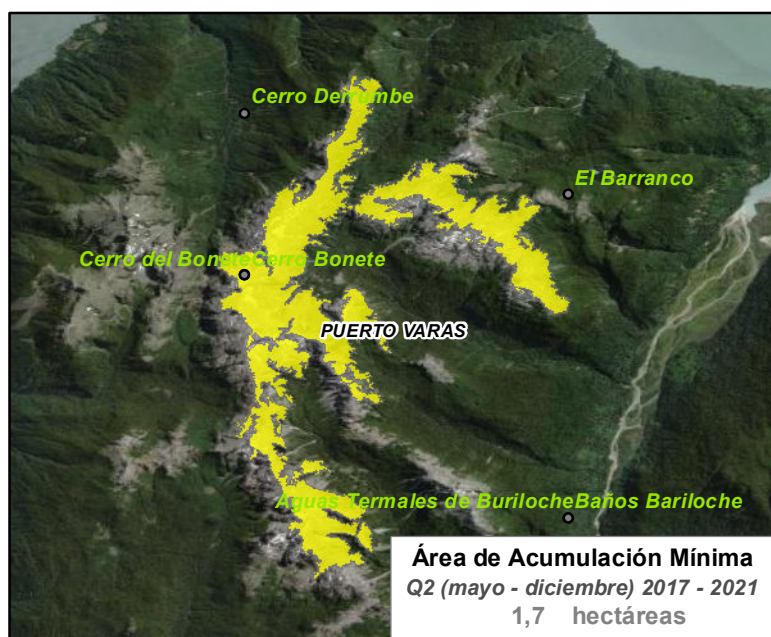 Cerro Derrumbe
El Barranco
Cerro del BoneteCerro Bonete
PUERTO VARAS
Aguas Termales de BurilocheBaños Bariloche
Área de Acumulación Mínima
Q2 (mayo - diciembre) 2017 - 2021
1,7 hectáreas